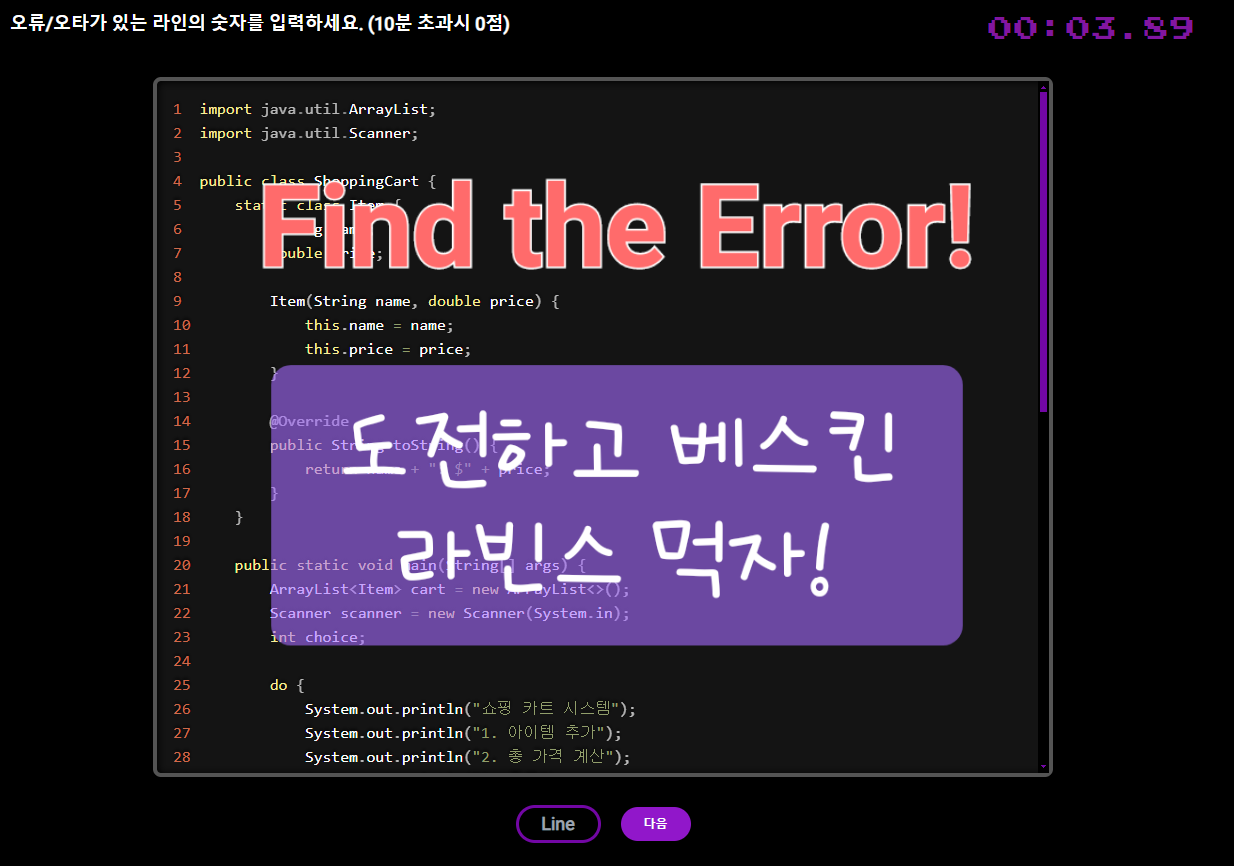 오류/오타가 있는 라인의 숫자를 입력하세요. (10분 초과시 0점)
00:03.89
1 import java.util.ArrayList;
2 import java.util.Scanner;
3
4 public class ShoppingCart {
5 static class Item {
6
7 double price;
8
9 Item(String name, double price) {
10 this.name = name;
11 this.price = price;
12 }
13
14 @Override
15 public String toString() {
16 return + " $" + price;
17 }
18 }
19
20 public static void main(String[] args) {
21 ArrayList<Item> cart = new ArrayList<>();
22 Scanner scanner = new Scanner(System.in);
23 int choice;
24
25 do {
26 System.out.println("쇼핑 카트 시스템");
27 System.out.println("1. 아이템 추가");
28 System.out.println("2. 총 가격 계산");
Find the Error!
도전하고 베스킨
라빈스 먹자!
Line
다음